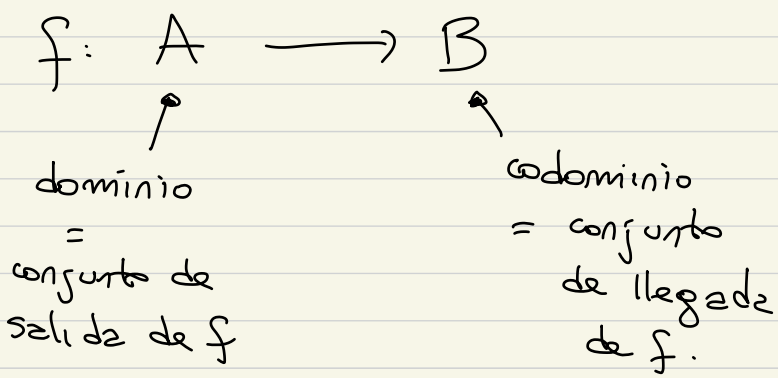 f: A ⟶ B
dominio
=
conjunto de
salida de f
codominio
= conjunto
de llegada
de f.